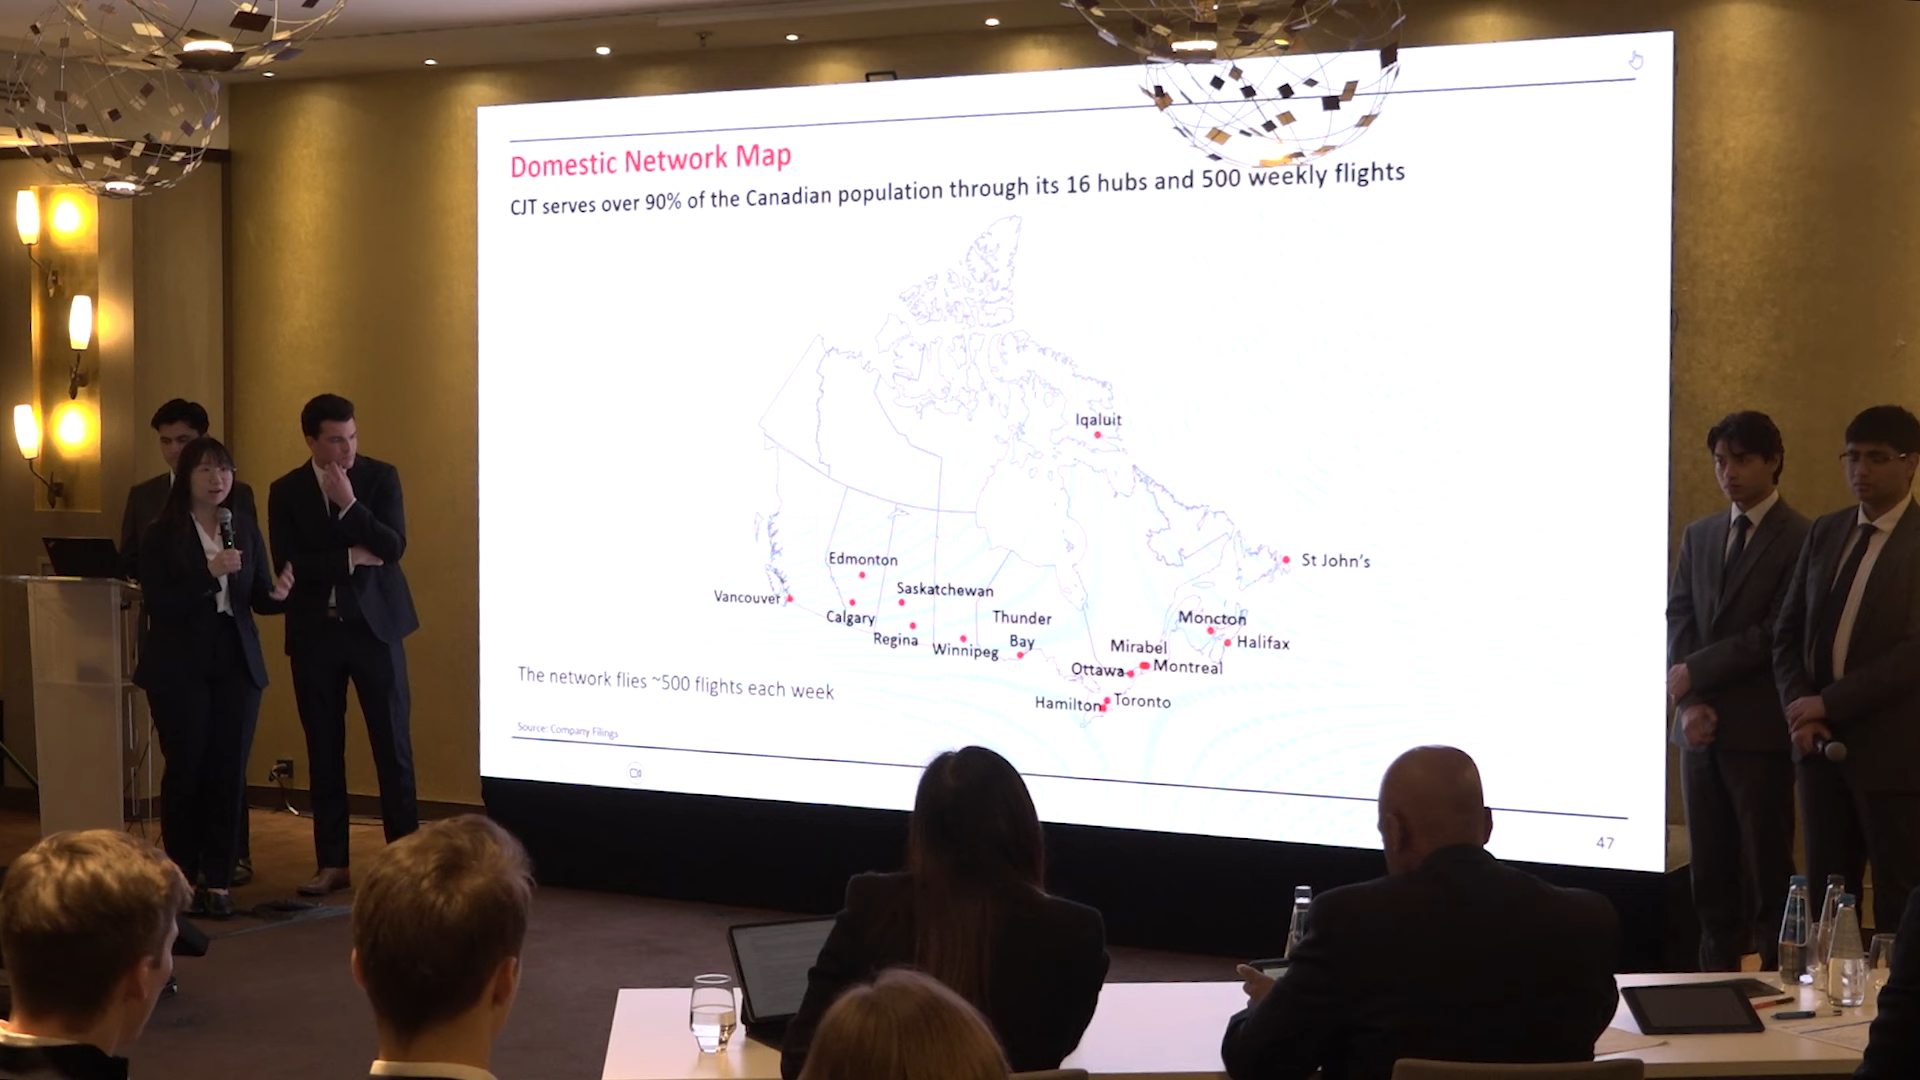 Domestic Network Map
CJT serves over 90% of the Canadian population through its 16 hubs and 500 weekly flights
Iqaluit
St John's
Edmonton
Saskatchewan
Vancouver
Calgary
Regina
Winnipeg
Thunder
Bay
Moncton
Halifax
Mirabel
Montreal
Ottawa
Hamilton
Toronto
The network flies ~500 flights each week
Source: Company Filings
47